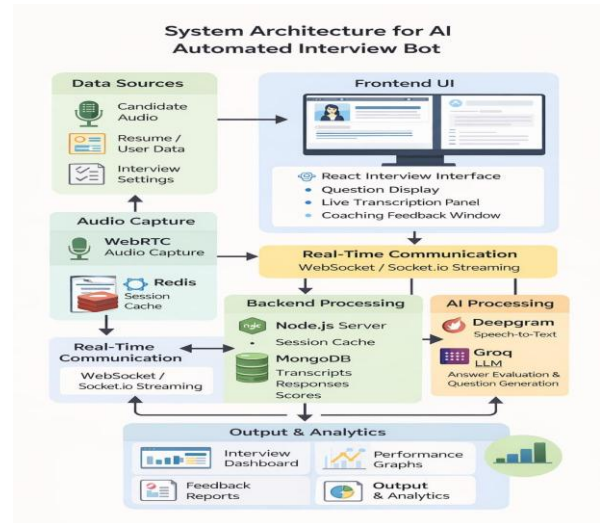 System Architecture for AI
Automated Interview Bot
Data Sources
Candidate
Audio
Resume /
User Data
Interview
Settings
Frontend UI
React Interview Interface
Question Display
Live Transcription Panel
Coaching Feedback Window
Audio Capture
WebRTC
Audio Capture
Redis
Session
Cache
Real-Time Communication
WebSocket / Socket.io Streaming
Backend Processing
Node.js Server
Session Cache
MongoDB
Transcripts
Responses
Scores
AI Processing
Deepgram
Speech-to-Text
Groq
LLM
Answer Evaluation &
Question Generation
Real-Time
Communication
WebSocket /
Socket.io Streaming
Output & Analytics
Interview
Dashboard
Performance
Graphs
Feedback
Reports
Output
& Analytics